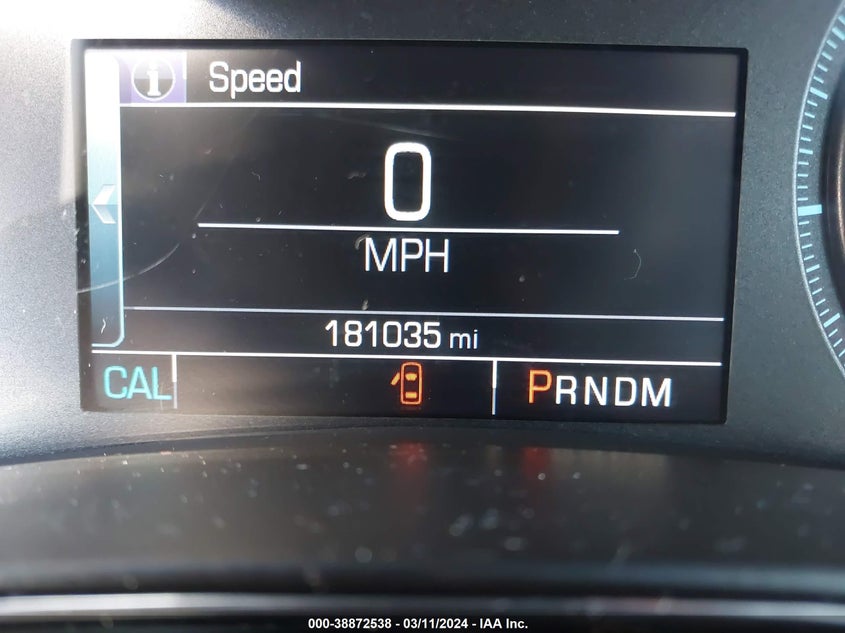 i Speed
0
MPH
181035 mi
CAL PRNDM
000-38872538 - 03/11/2024 - IAA Inc.